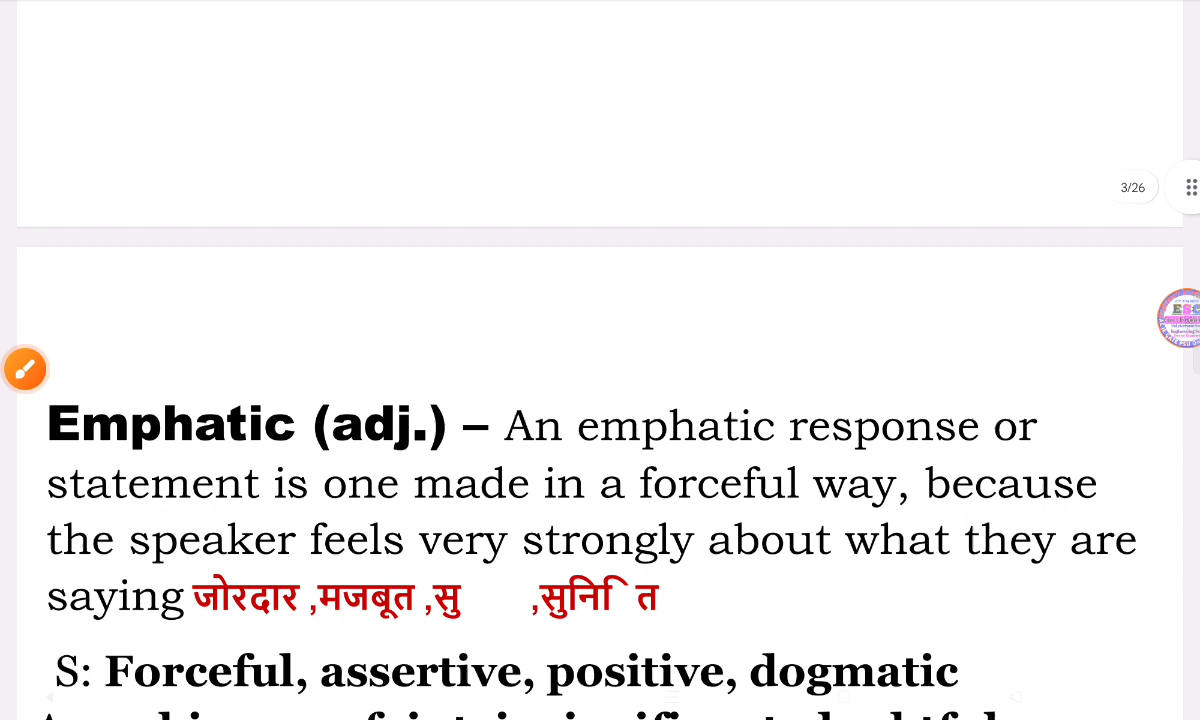 3/26
ESC
Emphatic (adj.) – An emphatic response or
statement is one made in a forceful way, because
the speaker feels very strongly about what they are
saying जोरदार ,मजबूत ,सु ,सुनि त
S: Forceful, assertive, positive, dogmatic